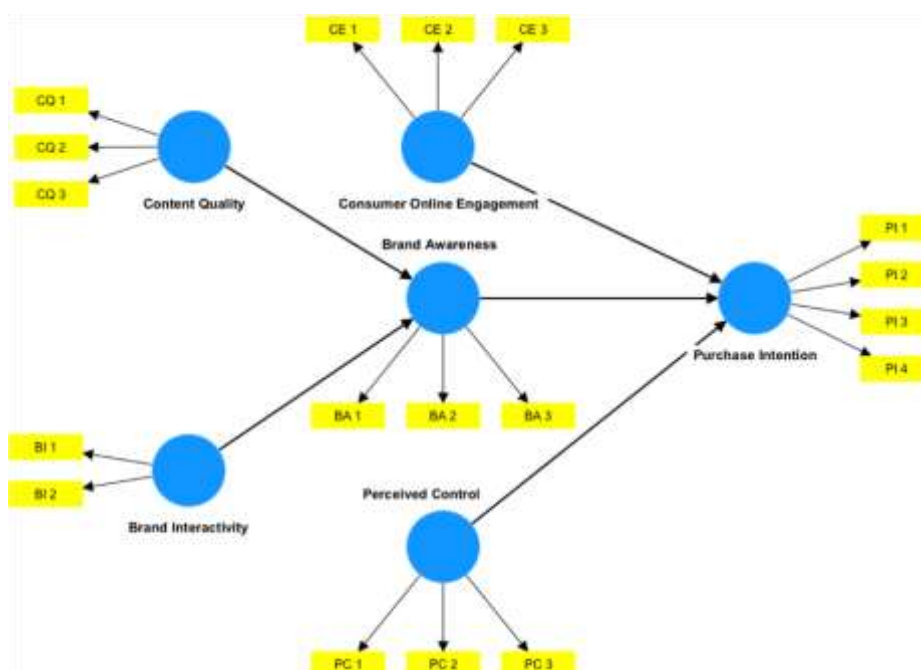 CE 1
CE 2
CE 3
CQ 1
CQ 2
CQ 3
Content Quality
Consumer Online Engagement
Brand Awareness
PI 1
PI 2
PI 3
PI 4
Purchase Intention
BA 1
BA 2
BA 3
BI 1
BI 2
Brand Interactivity
Perceived Control
PC 1
PC 2
PC 3